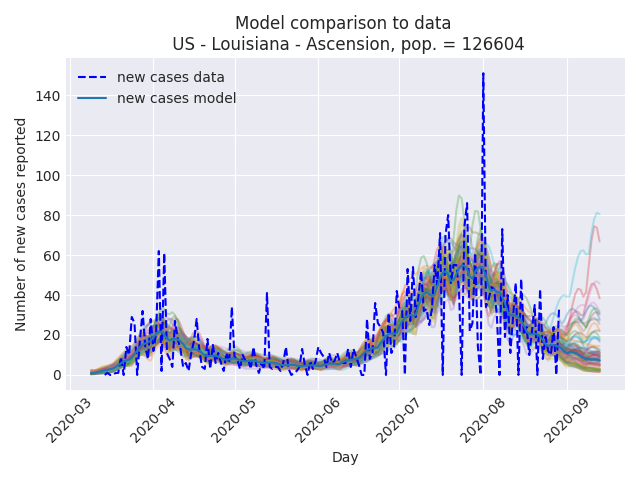 Model comparison to data
US - Louisiana - Ascension, pop. = 126604
new cases data
new cases model
Number of new cases reported
140
120
100
80
60
40
20
0
2020-03
2020-04
2020-05
2020-06
2020-07
2020-08
2020-09
Day